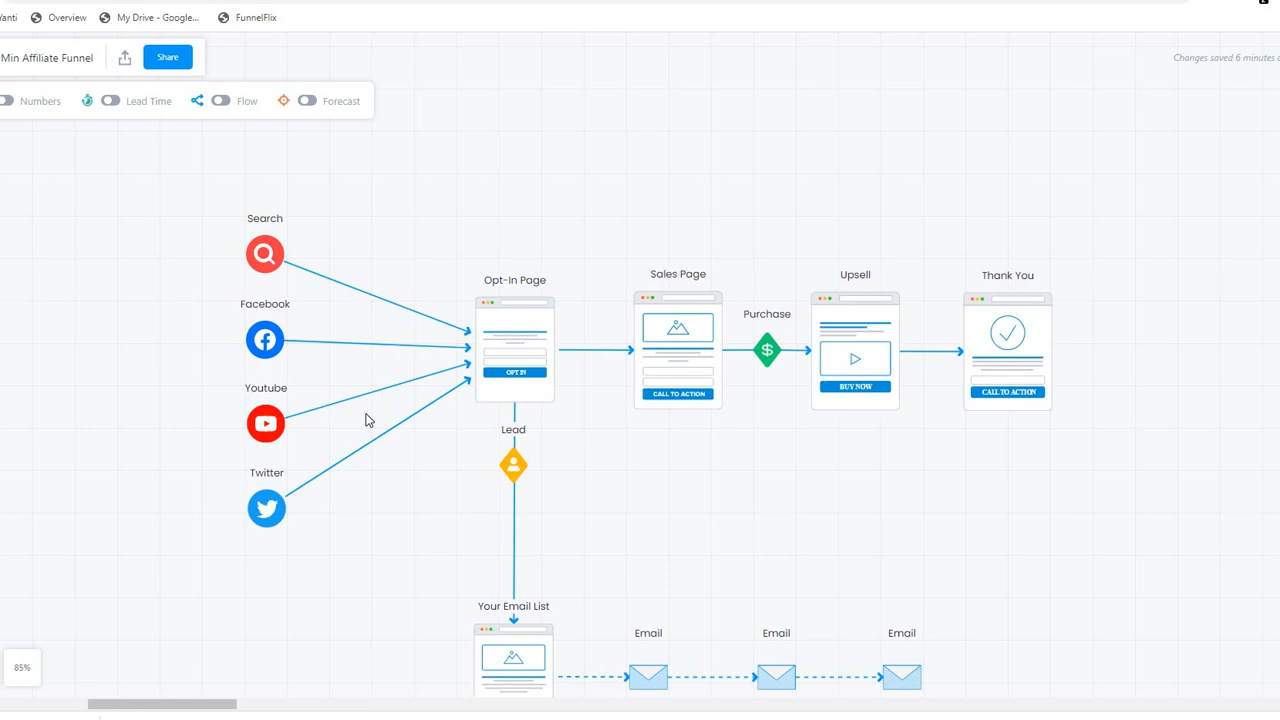 Yanti Overview My Drive - Google... FunnelFlix
Min Affiliate Funnel Share
Changes saved 6 minutes
Numbers Lead Time Flow Forecast
Search
Facebook
Youtube
Twitter
Opt-In Page
OPT IN
Sales Page
CALL TO ACTION
Purchase
$
Upsell
BUY NOW
Thank You
CALL TO ACTION
Lead
Your Email List
Email
Email
Email
85%